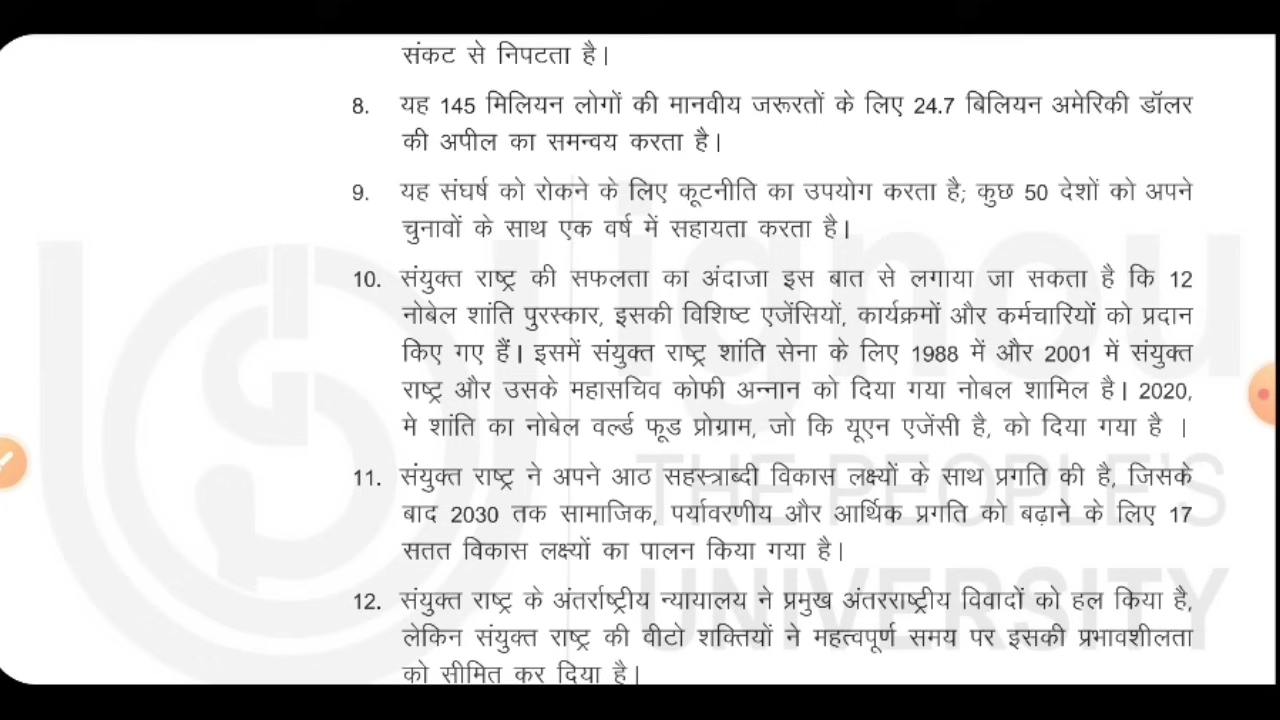 संकट से निपटता है।
8. यह 145 मिलियन लोगों की मानवीय जरूरतों के लिए 24.7 बिलियन अमेरिकी डॉलर
की अपील का समन्वय करता है।
9. यह संघर्ष को रोकने के लिए कूटनीति का उपयोग करता है; कुछ 50 देशों को अपने
चुनावों के साथ एक वर्ष में सहायता करता है।
10. संयुक्त राष्ट्र की सफलता का अंदाजा इस बात से लगाया जा सकता है कि 12
नोबेल शांति पुरस्कार, इसकी विशिष्ट एजेंसियों, कार्यक्रमों और कर्मचारियों को प्रदान
किए गए हैं। इसमें संयुक्त राष्ट्र शांति सेना के लिए 1988 में और 2001 में संयुक्त
राष्ट्र और उसके महासचिव कोफी अन्नान को दिया गया नोबल शामिल है। 2020,
मे शांति का नोबेल वर्ल्ड फूड प्रोग्राम, जो कि यूएन एजेंसी है, को दिया गया है ।
11. संयुक्त राष्ट्र ने अपने आठ सहस्त्राब्दी विकास लक्ष्यों के साथ प्रगति की है, जिसके
बाद 2030 तक सामाजिक, पर्यावरणीय और आर्थिक प्रगति को बढ़ाने के लिए 17
सतत विकास लक्ष्यों का पालन किया गया है।
12. संयुक्त राष्ट्र के अंतर्राष्ट्रीय न्यायालय ने प्रमुख अंतरराष्ट्रीय विवादों को हल किया है,
लेकिन संयुक्त राष्ट्र की वीटो शक्तियों ने महत्वपूर्ण समय पर इसकी प्रभावशीलता
को सीमित कर दिया है।
ignou
THE PEOPLE'S
UNIVERSITY